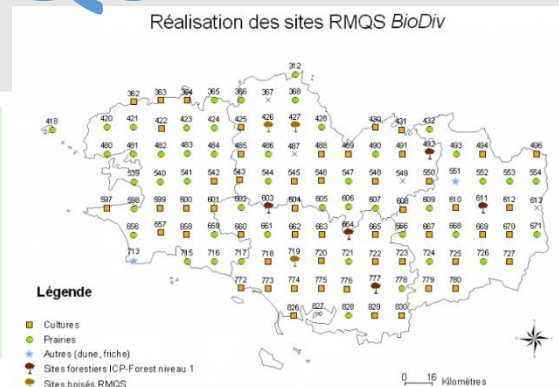 Réalisation des sites RMQS BioDiv
312
362 363 364 365 366 367 368
418 420 421 422 423 424 425 426 427 428 430 431 432
480 481 482 483 484 485 486 487 488 489 490 491 492 493 494 496
539 540 541 542 543 544 545 546 547 548 549 550 551 552 553 554
597 598 599 600 601 602 603 604 605 606 607 608 609 610 611 612 613
656 657 658 659 660 661 662 663 664 665 666 667 668 669 670 671
713 715 716 717 718 719 720 721 722 723 724 725 726 727
772 773 774 775 776 777 778 779 780
826 827 828 829 830
Légende
Cultures
Prairies
Autres (dune, friche)
Sites forestiers ICP-Forest niveau 1
Sites boisés RMQS
0 16 Kilomètres